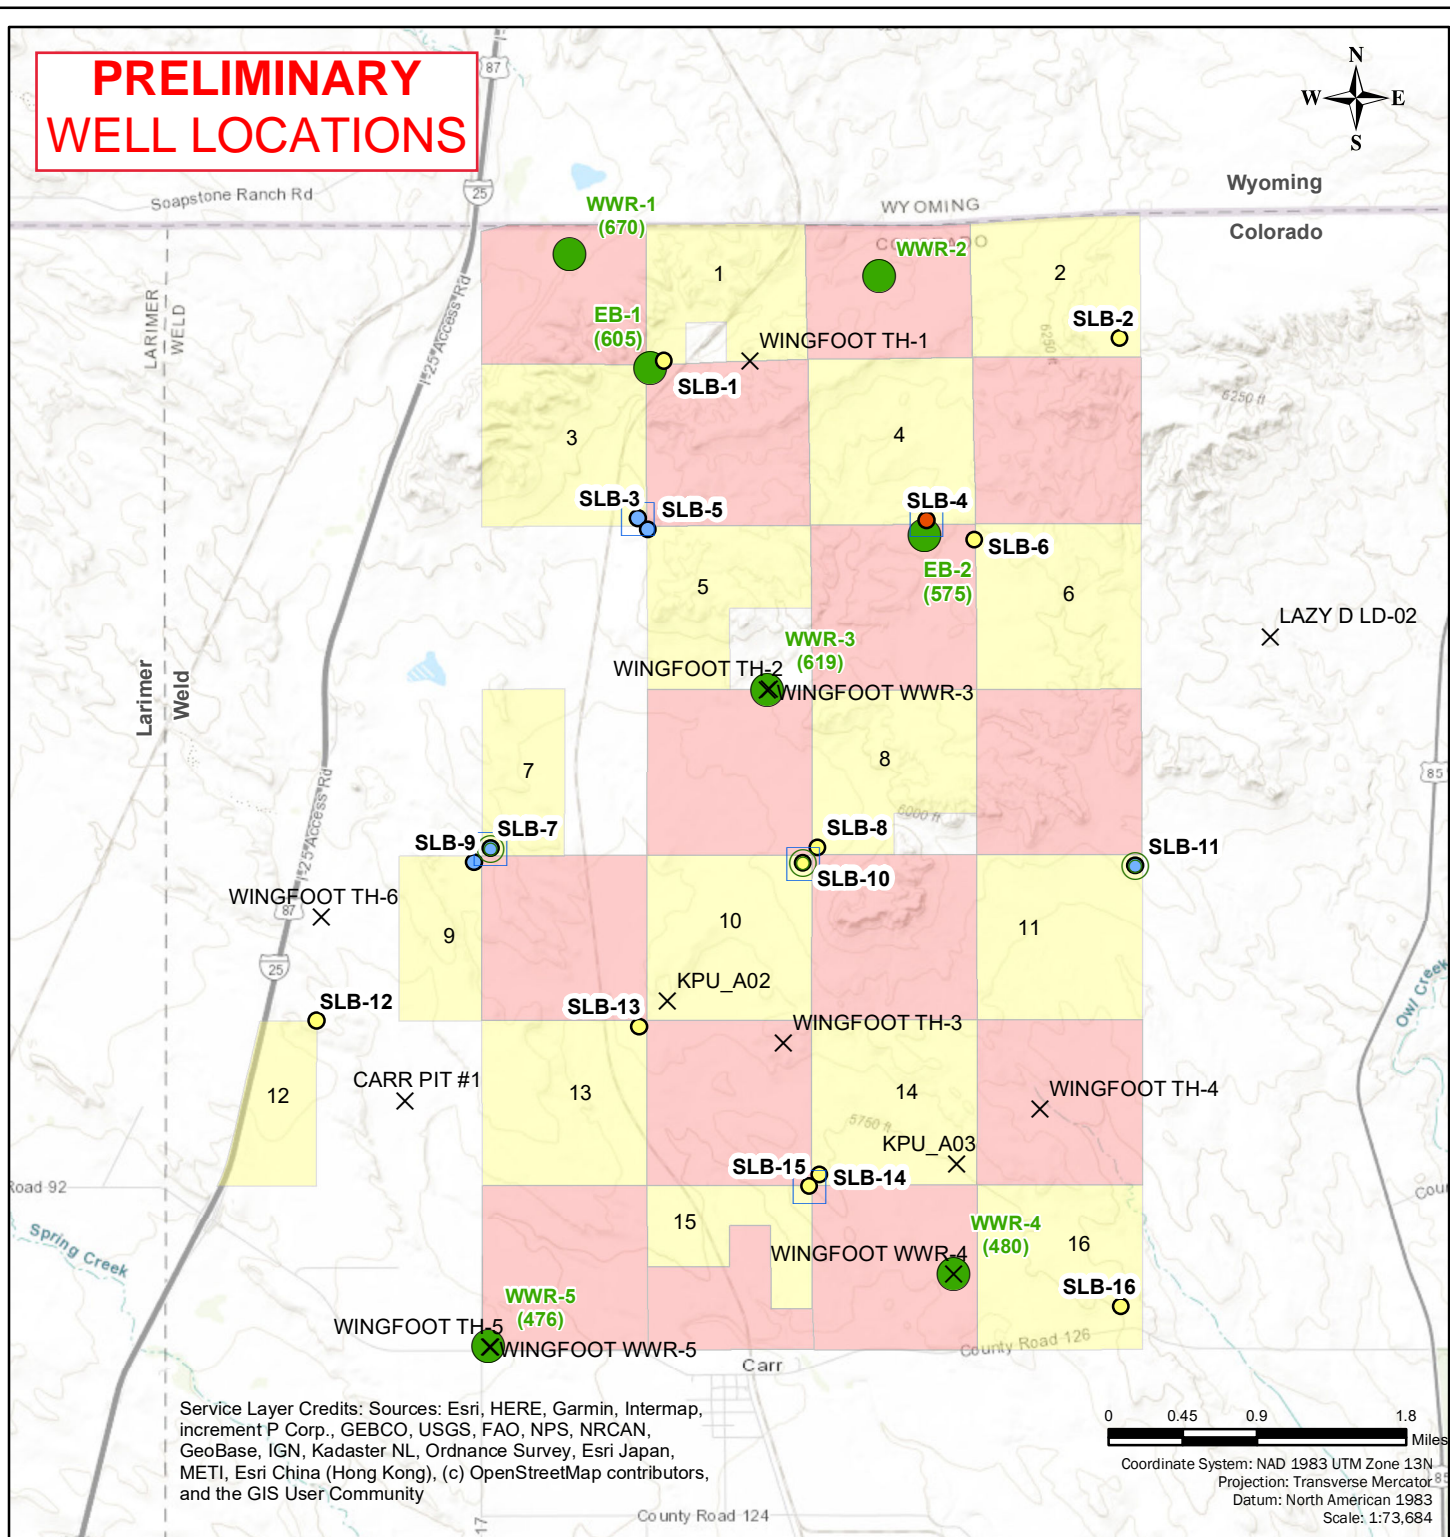 PRELIMINARY
WELL LOCATIONS
87
N
W E
S
Soapstone Ranch Rd
25
Wyoming
WYOMING
Colorado
WWR-1
(670)
WWR-2
1
2
LARIMER
WELD
I-25 Access Rd
EB-1
(605)
SLB-2
6250 ft
WINGFOOT TH-1
SLB-1
6250 ft
3
4
SLB-3
SLB-5
SLB-4
SLB-6
EB-2
(575)
5
6
LAZY D LD-02
WWR-3
(619)
WINGFOOT TH-2
WINGFOOT WWR-3
Larimer
Weld
7
8
85
I-25 Access Rd
6000 ft
SLB-9
SLB-7
SLB-8
SLB-11
SLB-10
WINGFOOT TH-6
87
9
10
11
25
KPU_A02
SLB-12
SLB-13
WINGFOOT TH-3
Owl Creek
CARR PIT #1
12
13
14
WINGFOOT TH-4
5750 ft
KPU_A03
SLB-15
SLB-14
Road 92
Spring Creek
15
WWR-4
(480)
16
WINGFOOT WWR-4
SLB-16
WWR-5
(476)
WINGFOOT TH-5
WINGFOOT WWR-5
County Road 126
Carr
Service Layer Credits: Sources: Esri, HERE, Garmin, Intermap,
increment P Corp., GEBCO, USGS, FAO, NPS, NRCAN,
GeoBase, IGN, Kadaster NL, Ordnance Survey, Esri Japan,
METI, Esri China (Hong Kong), (c) OpenStreetMap contributors,
and the GIS User Community
0 0.45 0.9 1.8
Miles
Coordinate System: NAD 1983 UTM Zone 13N
Projection: Transverse Mercator
Datum: North American 1983
Scale: 1:73,684
County Road 124
17